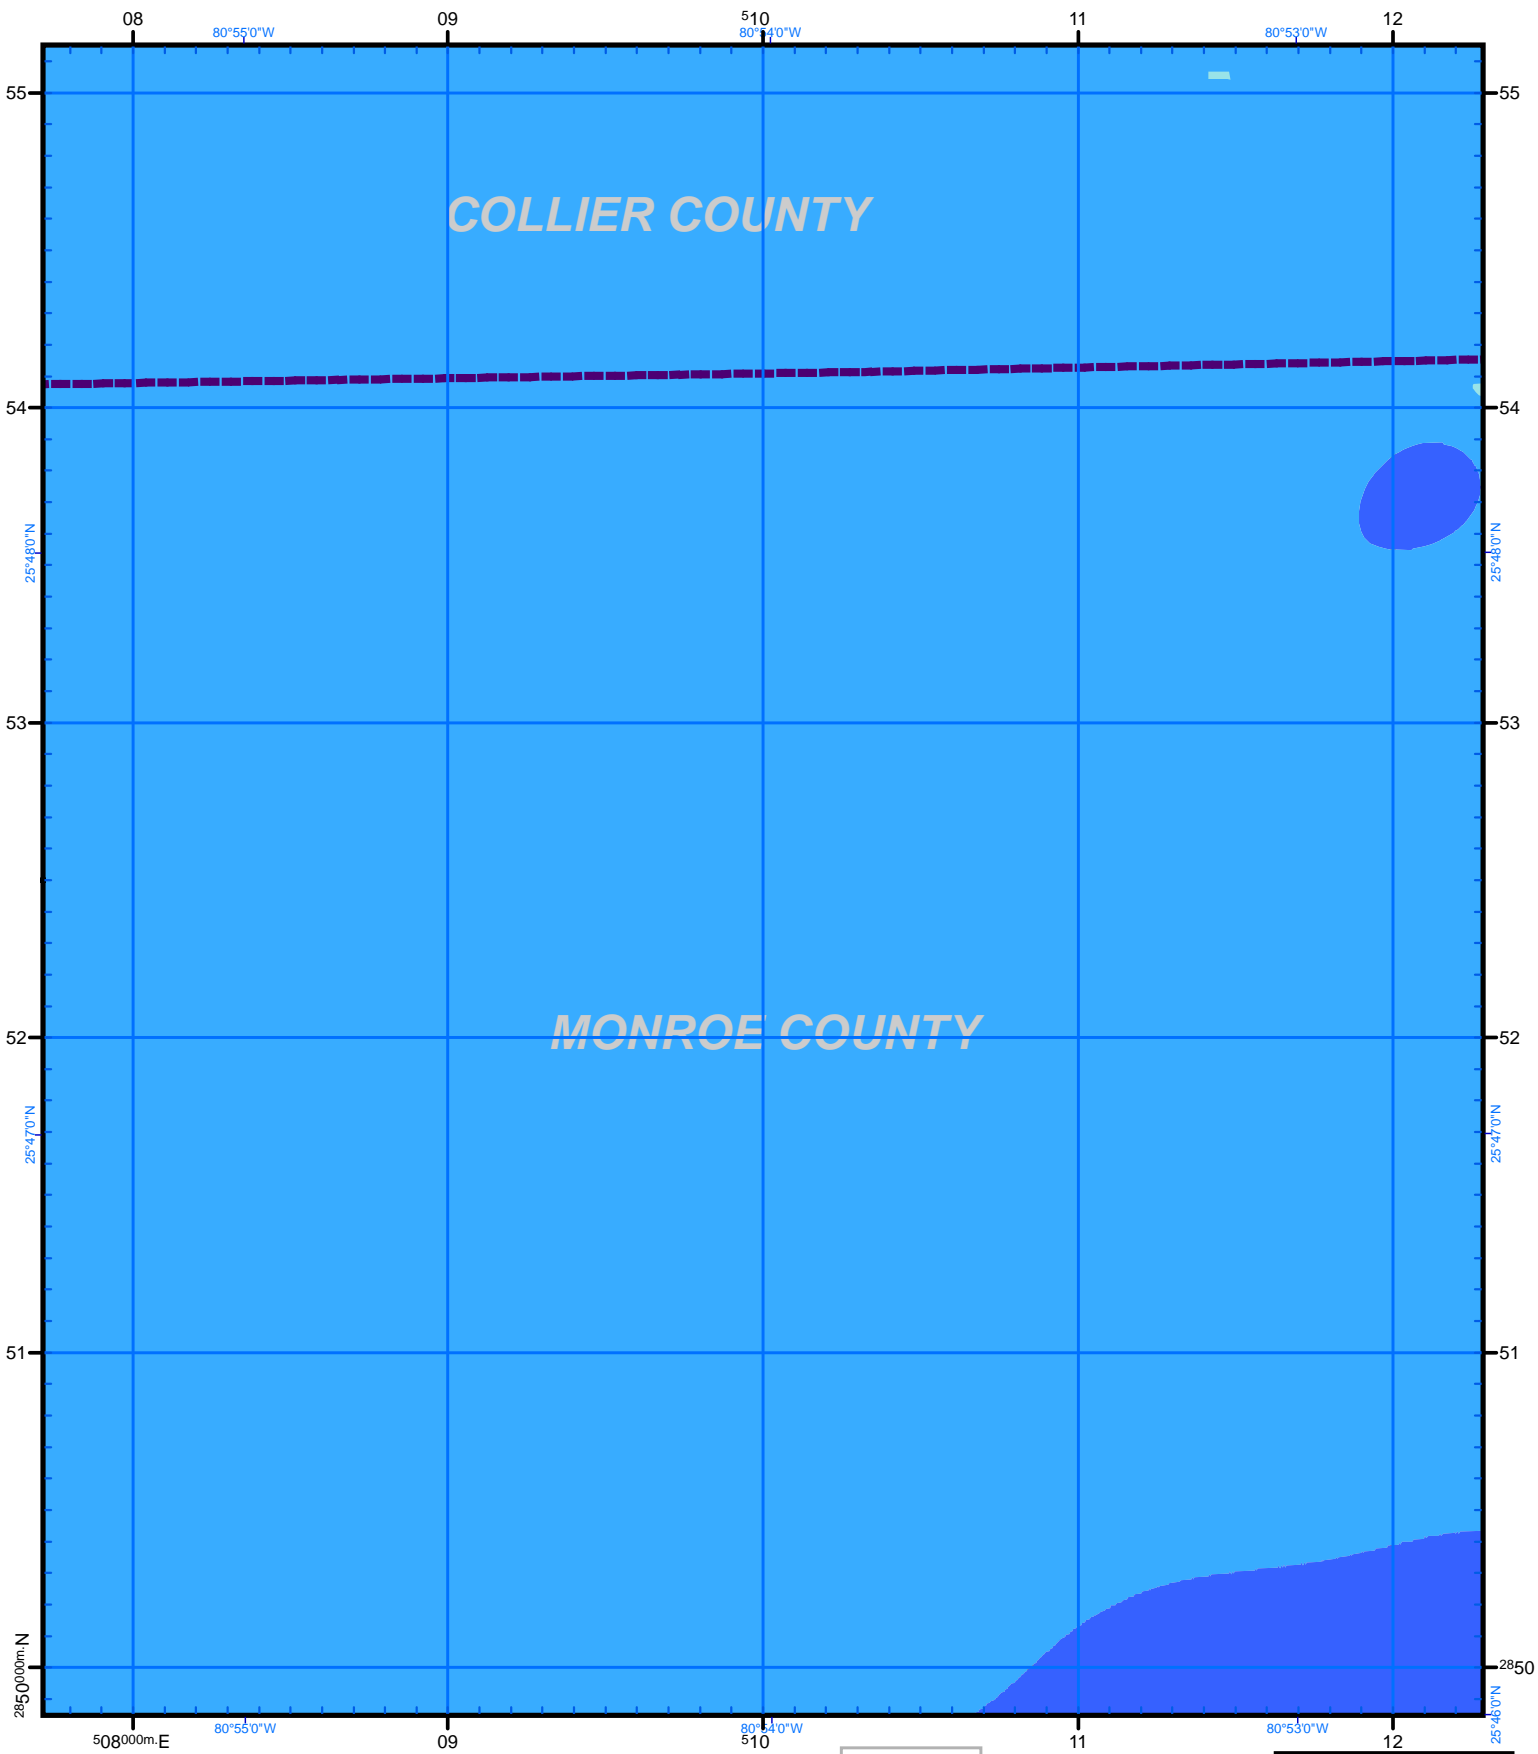 08 09 510 11 12
80°55'0"W 80°54'0"W 80°53'0"W
55 55
COLLIER COUNTY
54 54
25°48'0"N 25°48'0"N
53 53
MONROE COUNTY
52 52
25°47'0"N 25°47'0"N
51 51
2850000m.N 2850
25°46'0"N
80°55'0"W 80°54'0"W 80°53'0"W
508000m.E 09 510 11 12